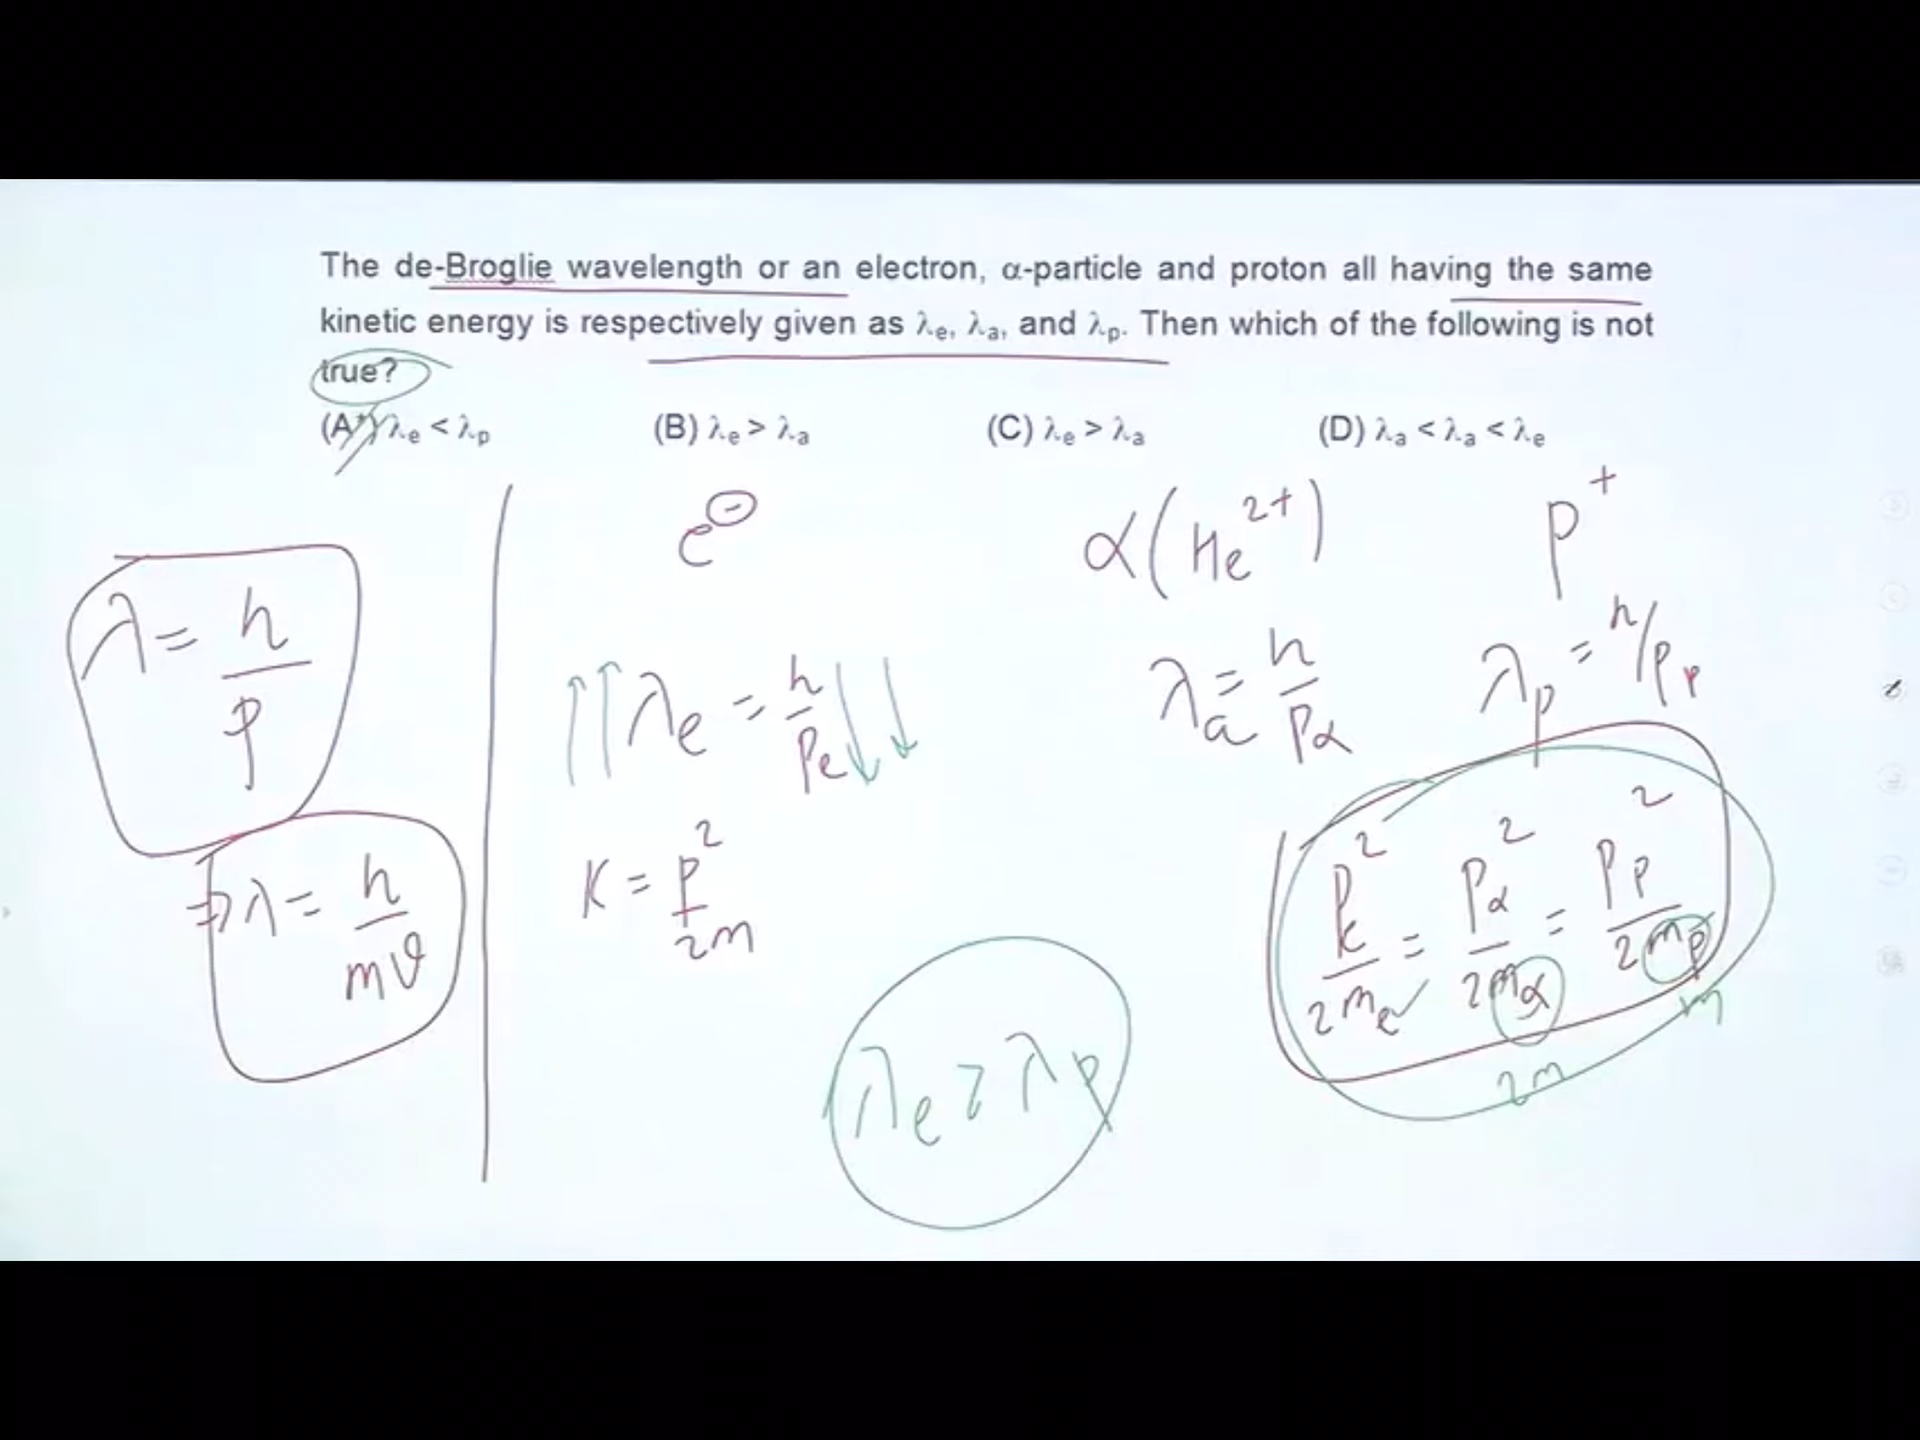 The de-Broglie wavelength or an electron, α-particle and proton all having the same
kinetic energy is respectively given as λe, λa, and λp. Then which of the following is not
true?
(A*) λe < λp (B) λe > λa (C) λe > λa (D) λa < λa < λe
e⊖ α(He²⁺) p⁺
λ = h/p
λe = h/Pe λa = h/Pα λp = h/Pp
K = p²/2m
⇒ λ = h/mv
Pk²/2me = Pα²/2mα = Pp²/2mp
m
2m
λe > λp